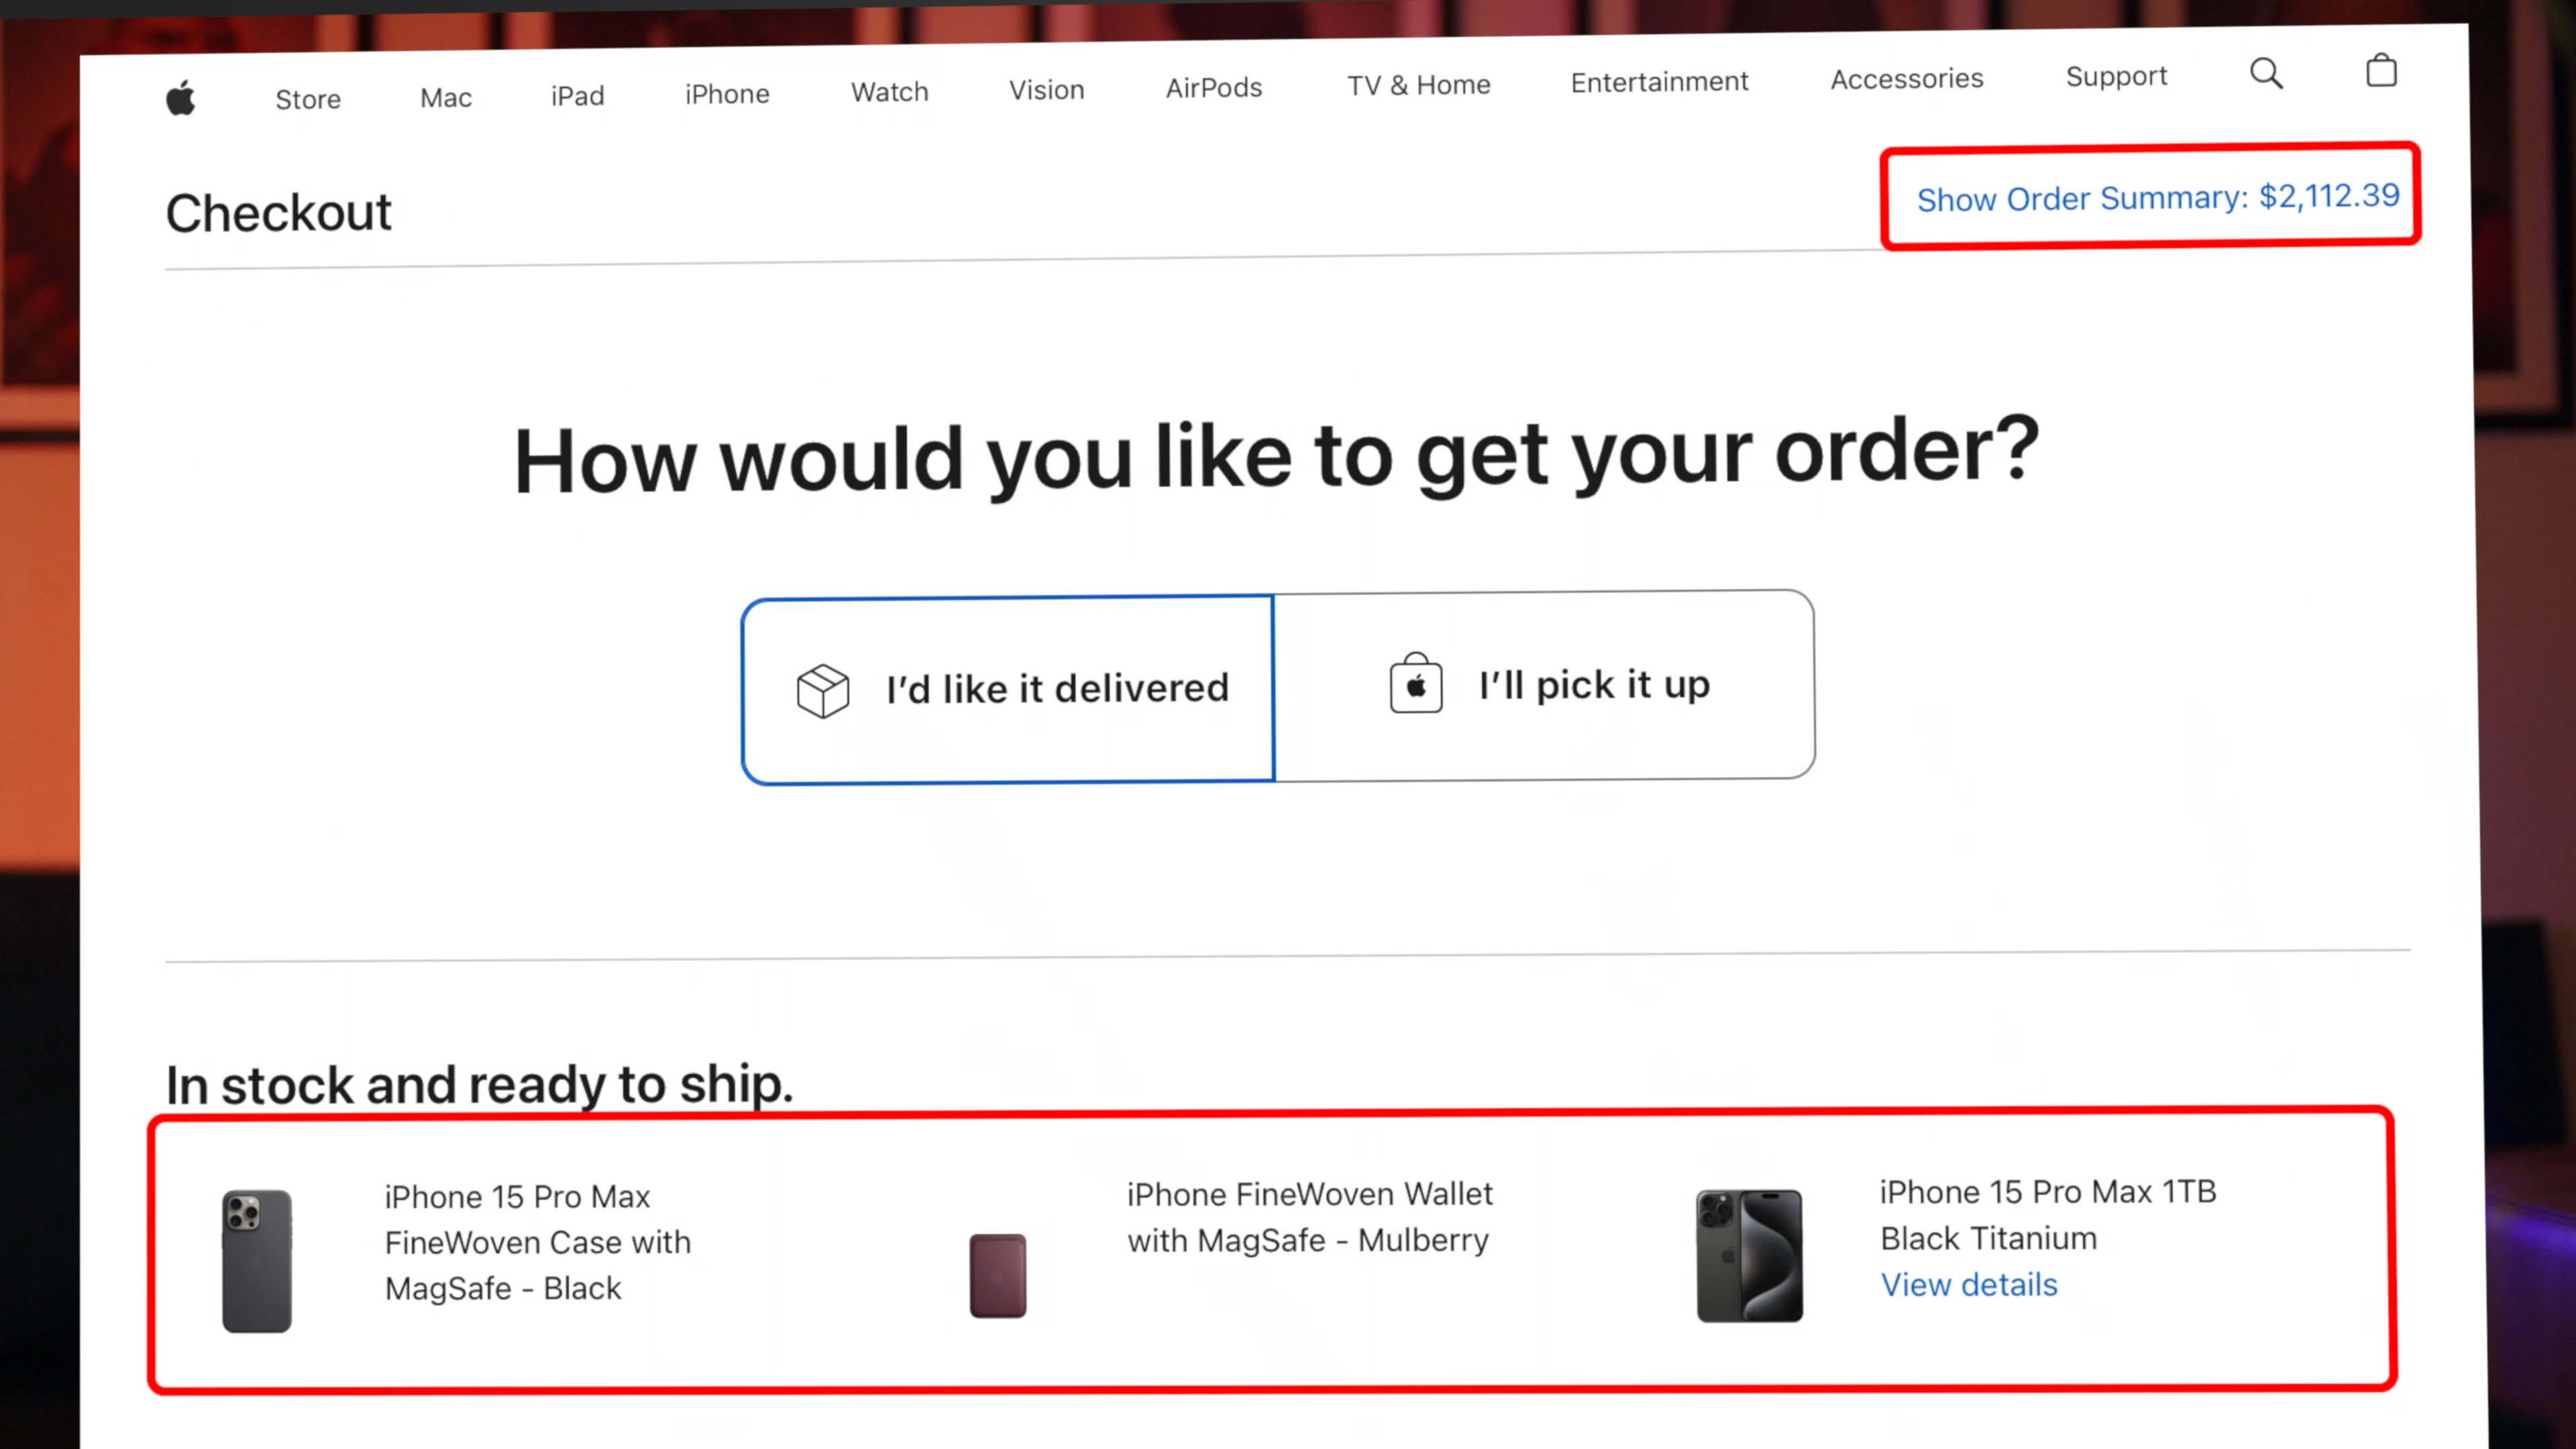 Store Mac iPad iPhone Watch Vision AirPods TV & Home Entertainment Accessories Support
Checkout
Show Order Summary: $2,112.39
How would you like to get your order?
I'd like it delivered
I'll pick it up
In stock and ready to ship.
iPhone 15 Pro Max
FineWoven Case with
MagSafe - Black
iPhone FineWoven Wallet
with MagSafe - Mulberry
iPhone 15 Pro Max 1TB
Black Titanium
View details